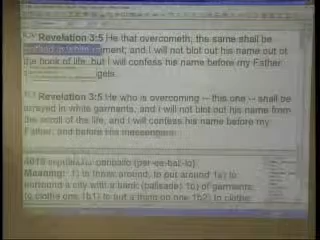 Revelation 3:5 He that overcometh, the same shall be
ment; and I will not blot out his name out of
the book of life, but I will confess his name before my Father
gels.
Revelation 3:5 He who is overcoming -- this one -- shall be
arrayed in white garments, and I will not blot out his name from
the scroll of the life, and I will confess his name before my
Father, and before his messengers.
4016 periballo (per-ee-bal-lo)
Meaning: 1) to throw around, to put around 1a) to
surround a city with a bank (palisade) 1b) of garments,
to clothe one 1b1) to put a thing on one 1b2) to clothe